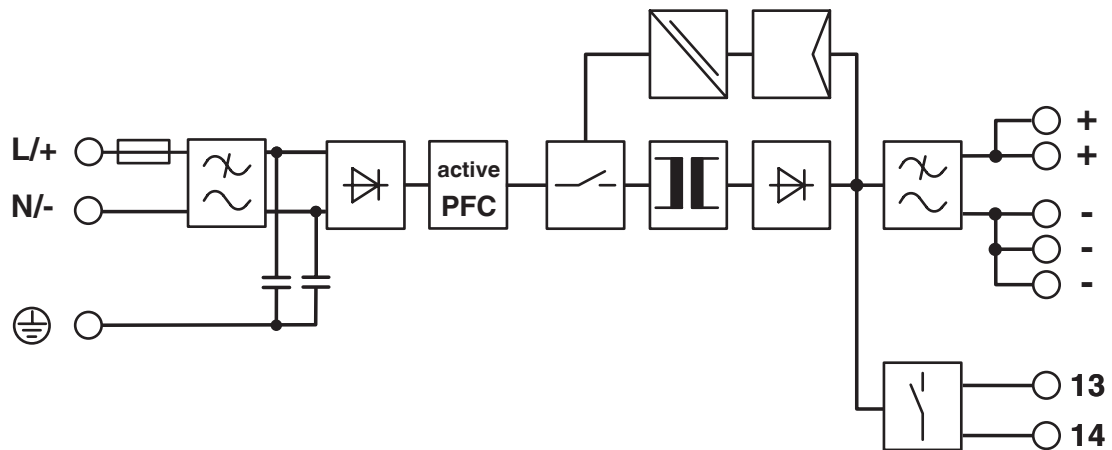 L/+
N/-
active
PFC
+
+
-
-
-
13
14